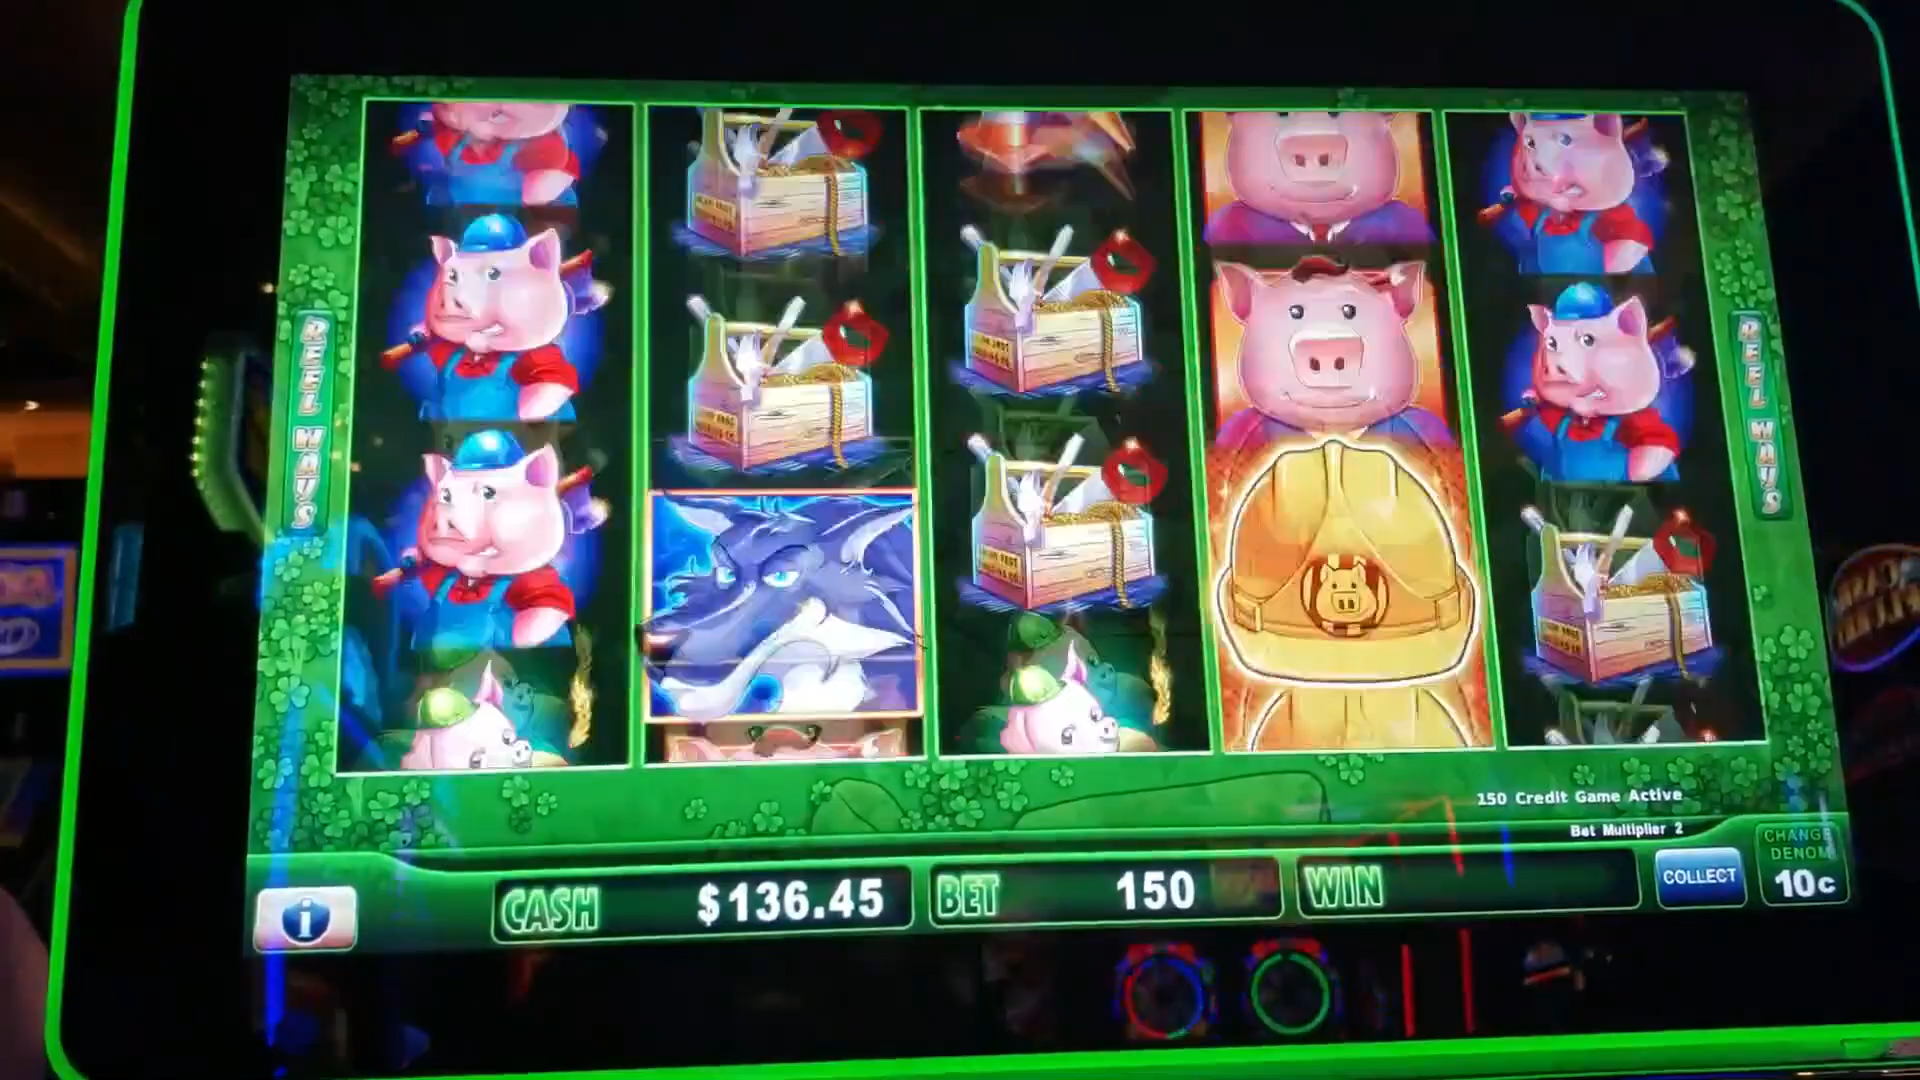 REEL WAYS
REEL WAYS
150 Credit Game Active
Bet Multiplier 2
CHANGE
DENOM
10c
CASH $136.45
BET 150
WIN
COLLECT
i